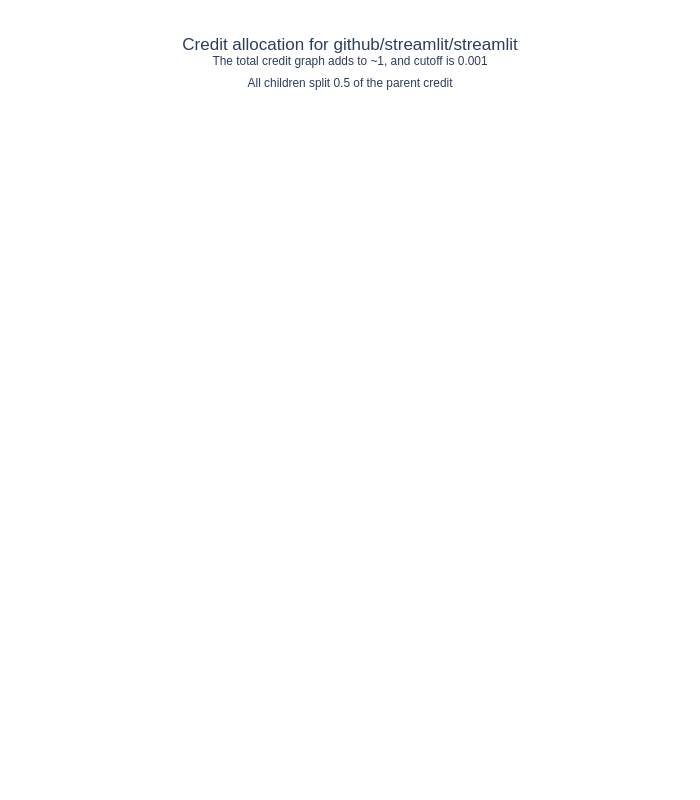 Credit allocation for github/streamlit/streamlit
The total credit graph adds to ~1, and cutoff is 0.001
All children split 0.5 of the parent credit